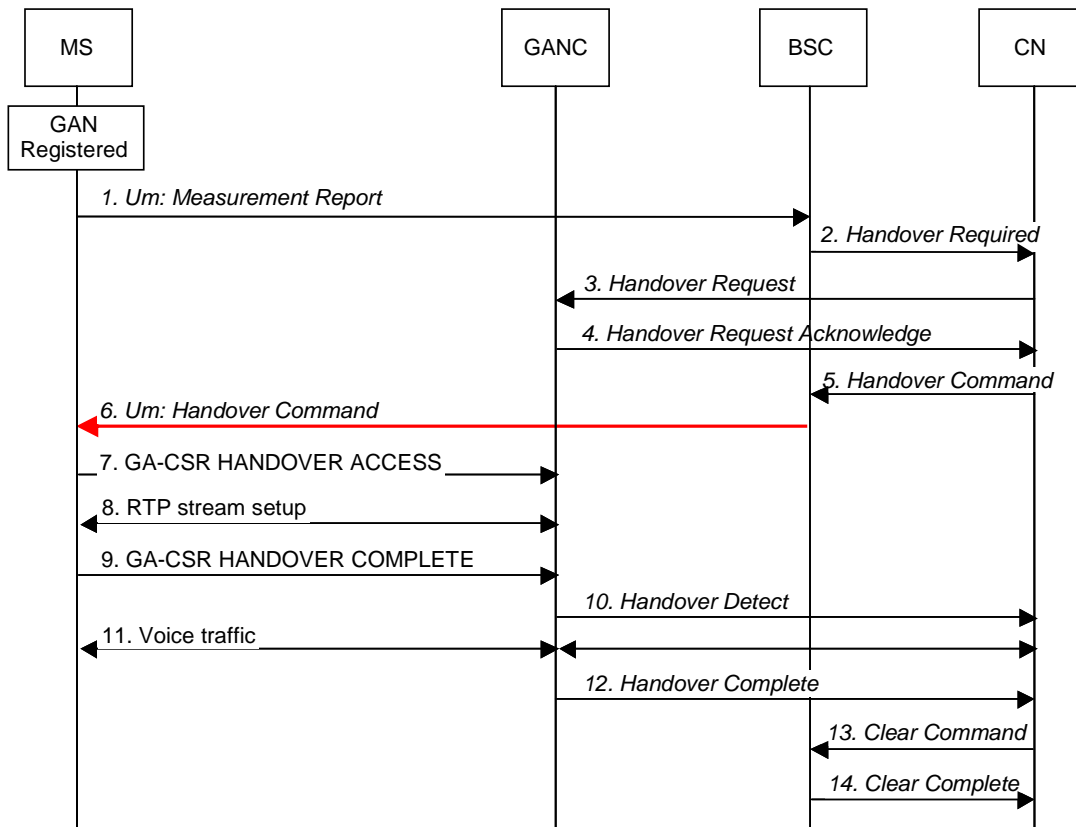 MS
GANC
BSC
CN
GAN
Registered
1. Um: Measurement Report
2. Handover Required
3. Handover Request
4. Handover Request Acknowledge
5. Handover Command
6. Um: Handover Command
7. GA-CSR HANDOVER ACCESS
8. RTP stream setup
9. GA-CSR HANDOVER COMPLETE
10. Handover Detect
11. Voice traffic
12. Handover Complete
13. Clear Command
14. Clear Complete